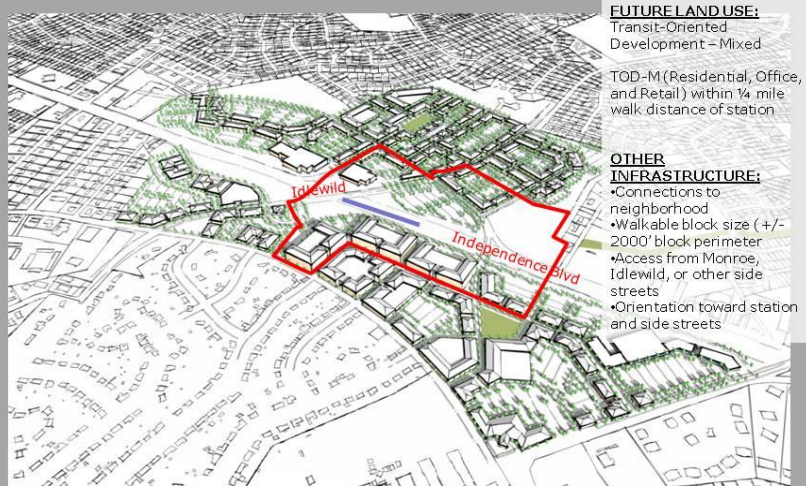 FUTURE LAND USE:
Transit-Oriented
Development – Mixed
TOD-M (Residential, Office,
and Retail) within ¼ mile
walk distance of station
OTHER
INFRASTRUCTURE:
•Connections to
neighborhood
•Walkable block size (+/-
2000' block perimeter
•Access from Monroe,
Idlewild, or other side
streets
•Orientation toward station
and side streets
Idlewild
Independence Blvd